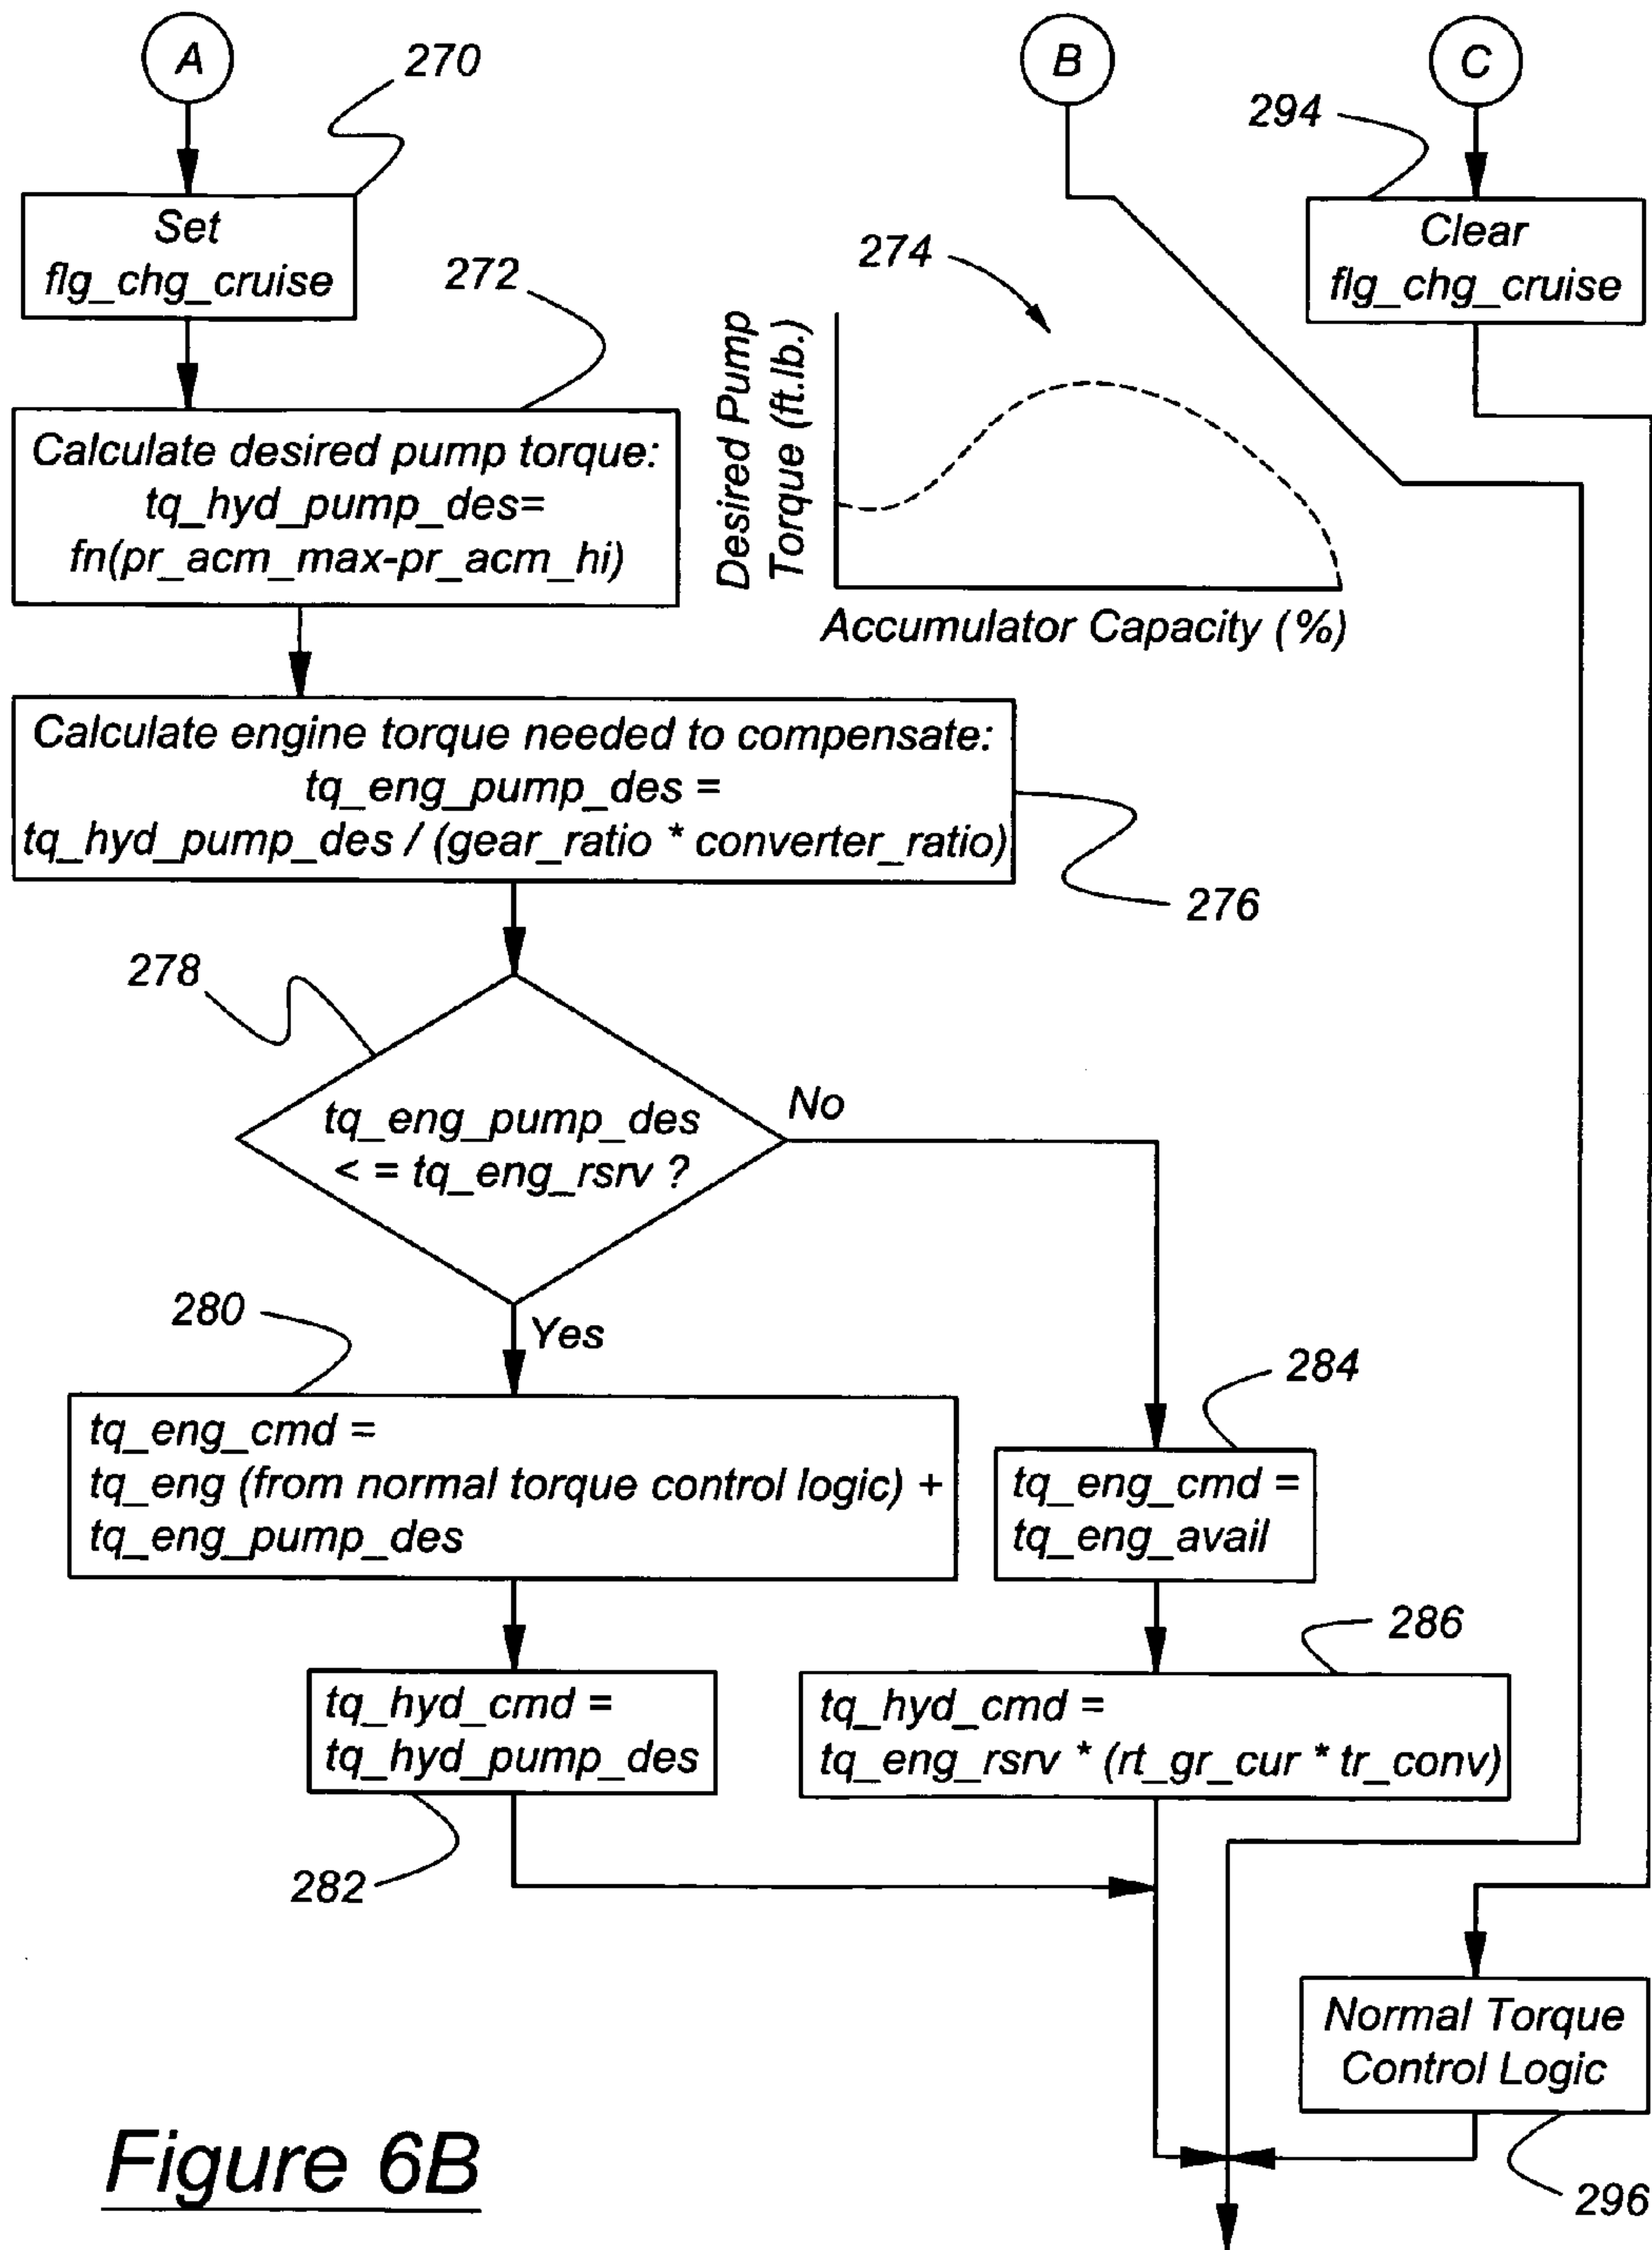 A
270
B
C
294
Set
flg_chg_cruise
272
274
Clear
flg_chg_cruise
Desired Pump
Torque (ft.lb.)
Calculate desired pump torque:
tq_hyd_pump_des=
fn(pr_acm_max-pr_acm_hi)
Accumulator Capacity (%)
Calculate engine torque needed to compensate:
tq_eng_pump_des =
tq_hyd_pump_des / (gear_ratio * converter_ratio)
276
278
tq_eng_pump_des
< = tq_eng_rsrv ?
No
280
Yes
284
tq_eng_cmd =
tq_eng (from normal torque control logic) +
tq_eng_pump_des
tq_eng_cmd =
tq_eng_avail
286
tq_hyd_cmd =
tq_hyd_pump_des
tq_hyd_cmd =
tq_eng_rsrv * (rt_gr_cur * tr_conv)
282
Normal Torque
Control Logic
Figure 6B
296